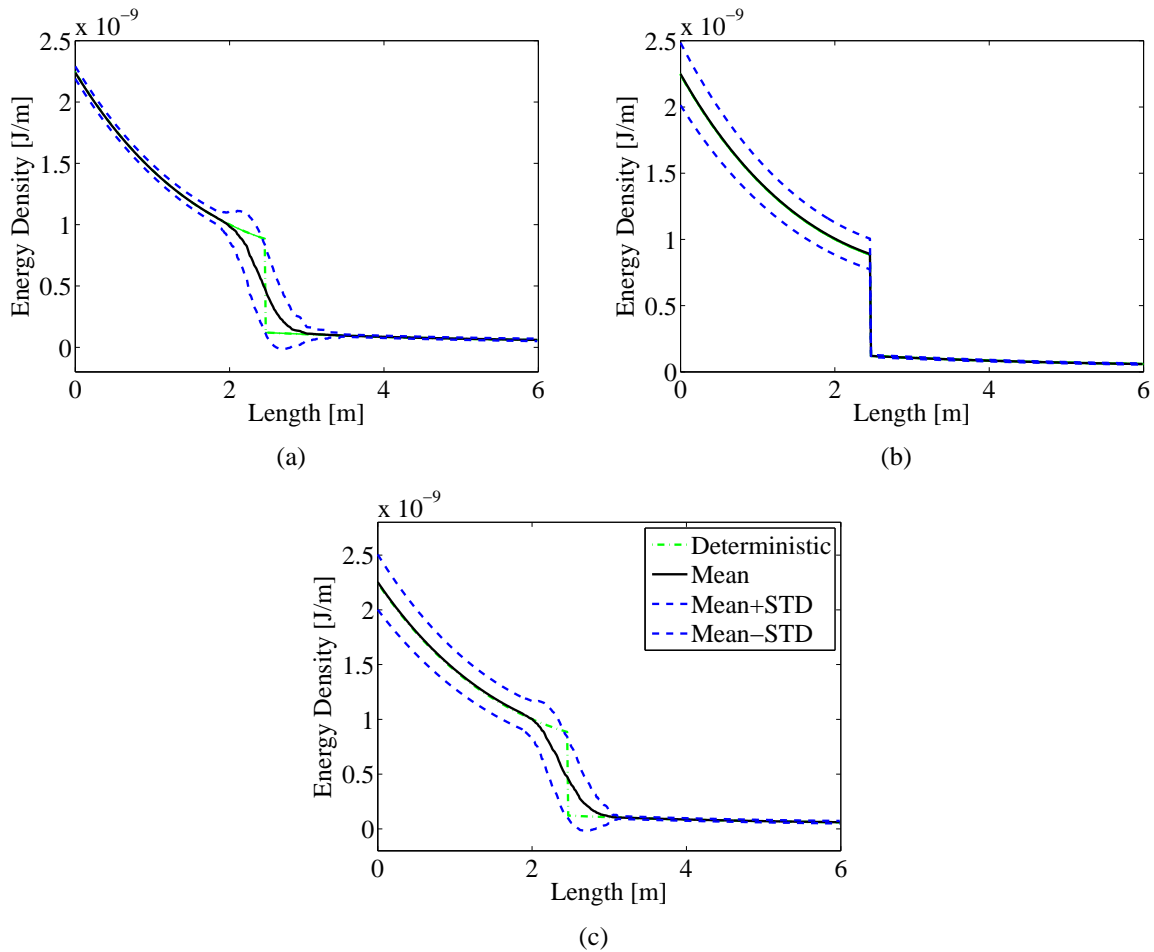 x 10⁻⁹
2.5
2
1.5
1
0.5
0
Energy Density [J/m]
0 2 4 6
Length [m]
(a)
x 10⁻⁹
2.5
2
1.5
1
0.5
0
Energy Density [J/m]
0 2 4 6
Length [m]
(b)
x 10⁻⁹
2.5
2
1.5
1
0.5
0
Energy Density [J/m]
Deterministic
Mean
Mean+STD
Mean−STD
0 2 4 6
Length [m]
(c)